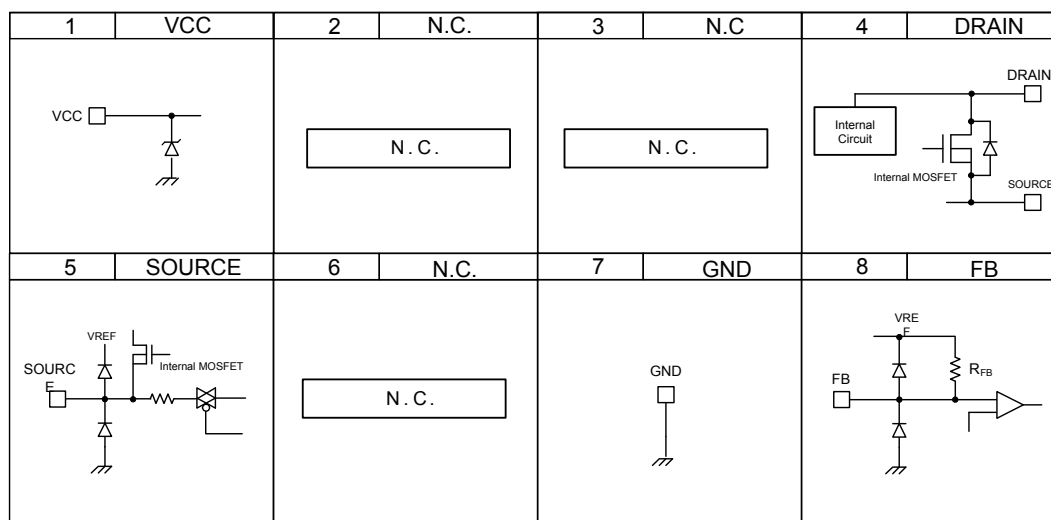 1 VCC 2 N.C. 3 N.C 4 DRAIN
VCC
N.C.
N.C.
DRAIN
Internal
Circuit
Internal MOSFET
SOURCE
5 SOURCE 6 N.C. 7 GND 8 FB
VREF
Internal MOSFET
SOURC
E
N.C.
GND
VRE
F
RFB
FB